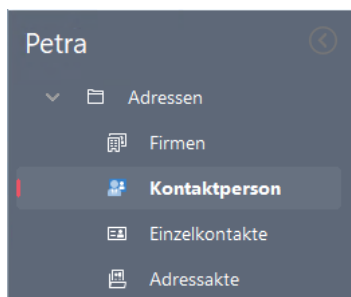 Petra
Adressen
Firmen
Kontaktperson
Einzelkontakte
Adressakte